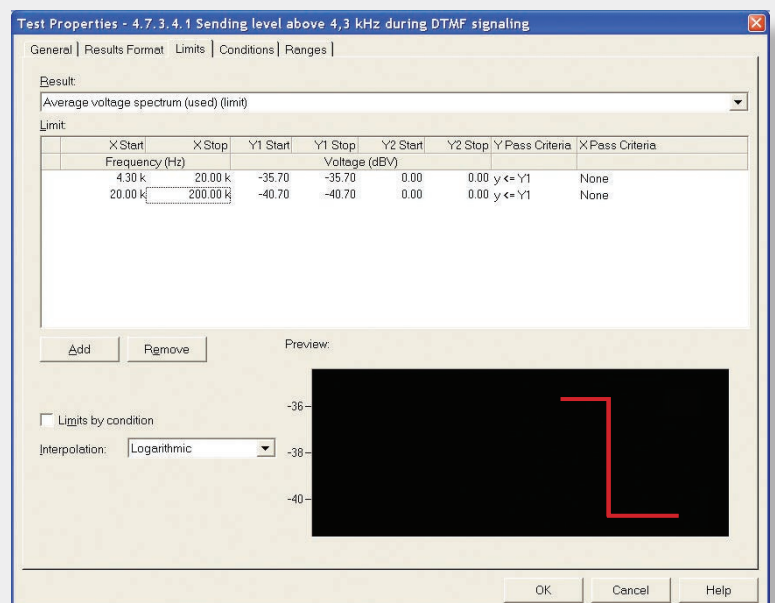 Test Properties - 4.7.3.4.1 Sending level above 4,3 kHz during DTMF signaling
General Results Format Limits Conditions Ranges
Result:
Average voltage spectrum (used) (limit)
Limit:
X Start X Stop Y1 Start Y1 Stop Y2 Start Y2 Stop Y Pass Criteria X Pass Criteria
Frequency (Hz) Voltage (dBV)
4.30 k 20.00 k -35.70 -35.70 0.00 0.00 y <= Y1 None
20.00 k 200.00 k -40.70 -40.70 0.00 0.00 y <= Y1 None
Add Remove Preview:
-36
Limits by condition
Interpolation: Logarithmic
-38
-40
OK Cancel Help